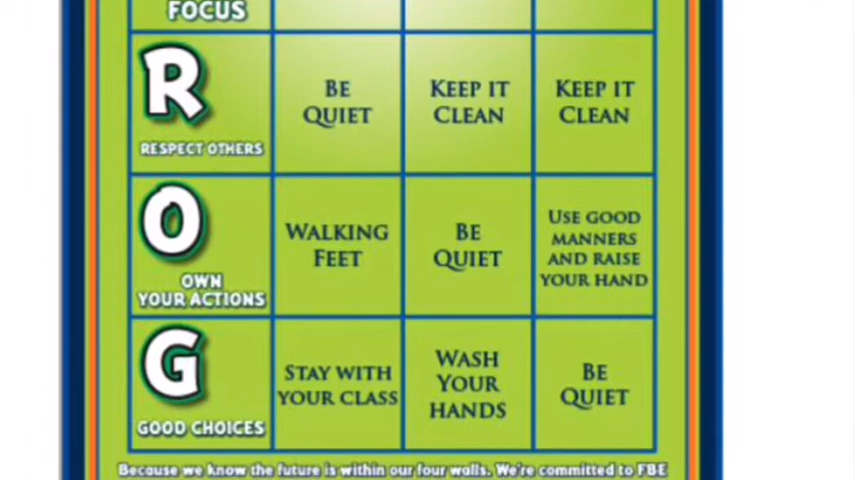 FOCUS
R
RESPECT OTHERS
BE
QUIET
KEEP IT
CLEAN
KEEP IT
CLEAN
O
OWN
YOUR ACTIONS
WALKING
FEET
BE
QUIET
USE GOOD
MANNERS
AND RAISE
YOUR HAND
G
GOOD CHOICES
STAY WITH
YOUR CLASS
WASH
YOUR
HANDS
BE
QUIET
Because we know the future is within our four walls. We're committed to FBE